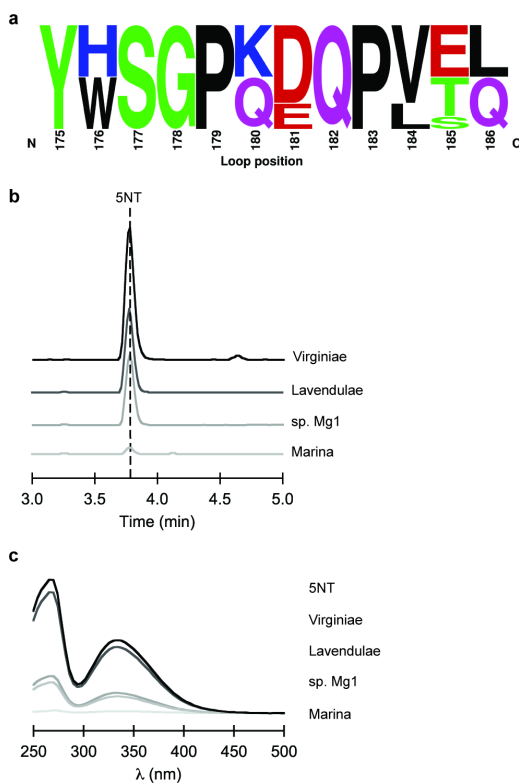 a
YHSGPKDQPVEL
WQELTQ
S
N 175 176 177 178 179 180 181 182 183 184 185 186 C
Loop position
b
5NT
Virginiae
Lavendulae
sp. Mg1
Marina
3.0 3.5 4.0 4.5 5.0
Time (min)
c
5NT
Virginiae
Lavendulae
sp. Mg1
Marina
250 300 350 400 450 500
λ (nm)